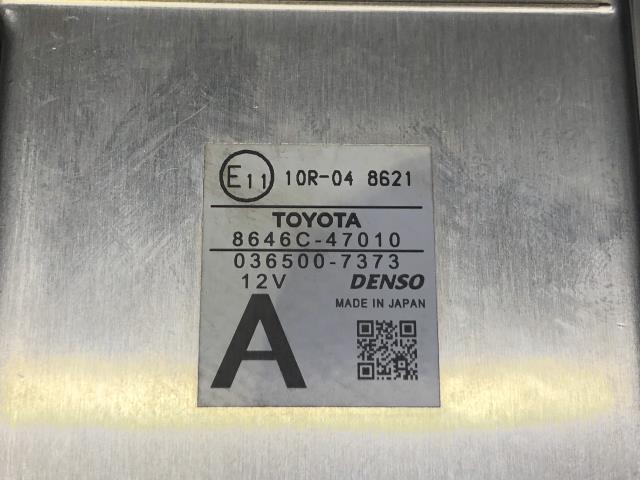 E11 10R-04 8621
TOYOTA
8646C-47010
036500-7373
12V DENSO
MADE IN JAPAN
A